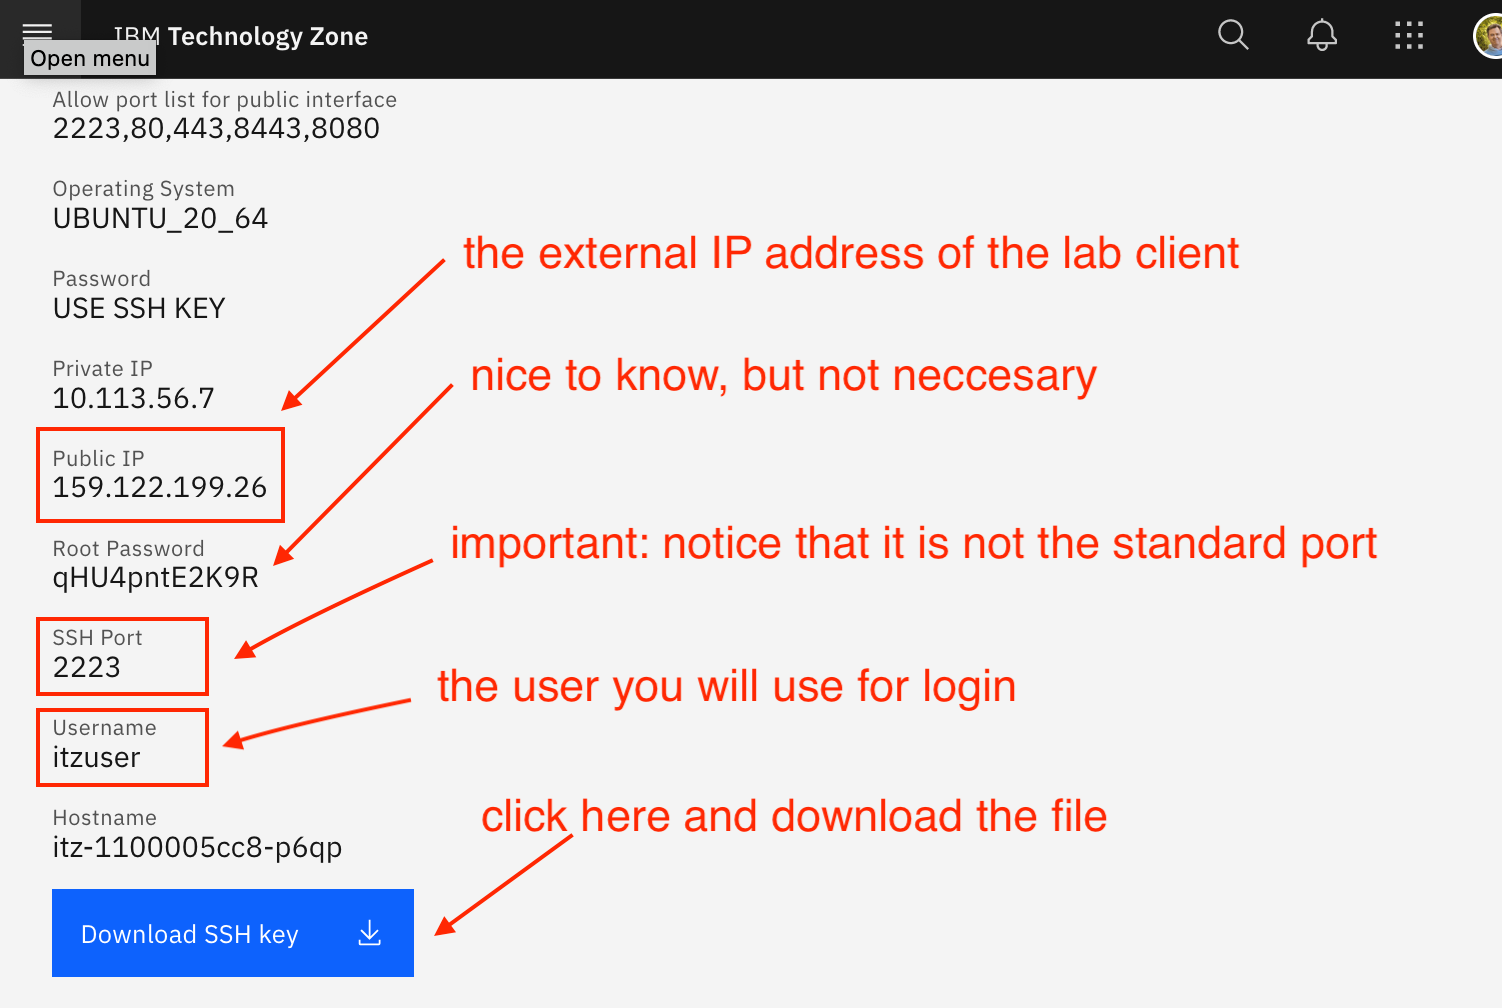 IBM Technology Zone
Open menu
Allow port list for public interface
2223,80,443,8443,8080
Operating System
UBUNTU_20_64
the external IP address of the lab client
Password
USE SSH KEY
Private IP
10.113.56.7
nice to know, but not neccesary
Public IP
159.122.199.26
Root Password
qHU4pntE2K9R
important: notice that it is not the standard port
SSH Port
2223
the user you will use for login
Username
itzuser
Hostname
itz-1100005cc8-p6qp
click here and download the file
Download SSH key